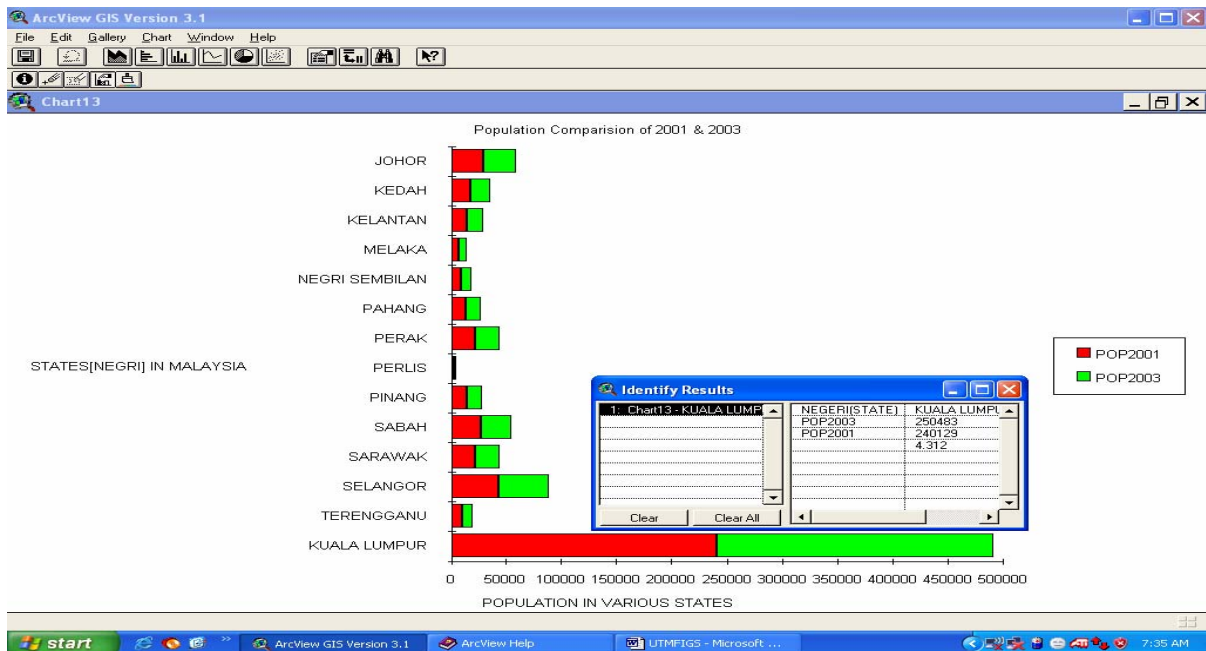 ArcView GIS Version 3.1
File Edit Gallery Chart Window Help
Chart13
Population Comparision of 2001 & 2003
JOHOR
KEDAH
KELANTAN
MELAKA
NEGRI SEMBILAN
PAHANG
PERAK
STATES[NEGRI] IN MALAYSIA
PERLIS
PINANG
SABAH
SARAWAK
SELANGOR
TERENGGANU
KUALA LUMPUR
0 50000 100000 150000 200000 250000 300000 350000 400000 450000 500000
POPULATION IN VARIOUS STATES
POP2001
POP2003
Identify Results
1: Chart13 - KUALA LUMP
NEGERI(STATE) KUALA LUMPU
POP2003 250483
POP2001 240129
4.312
Clear Clear All
start ArcView GIS Version 3.1 ArcView Help UTMFIGS - Microsoft ... 7:35 AM